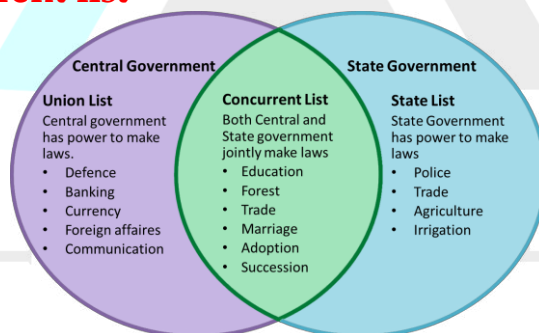 Central Government
State Government
Union List
Central government
has power to make
laws.
• Defence
• Banking
• Currency
• Foreign affaires
• Communication
Concurrent List
Both Central and
State government
jointly make laws
• Education
• Forest
• Trade
• Marriage
• Adoption
• Succession
State List
State Government
has power to make
laws
• Police
• Trade
• Agriculture
• Irrigation